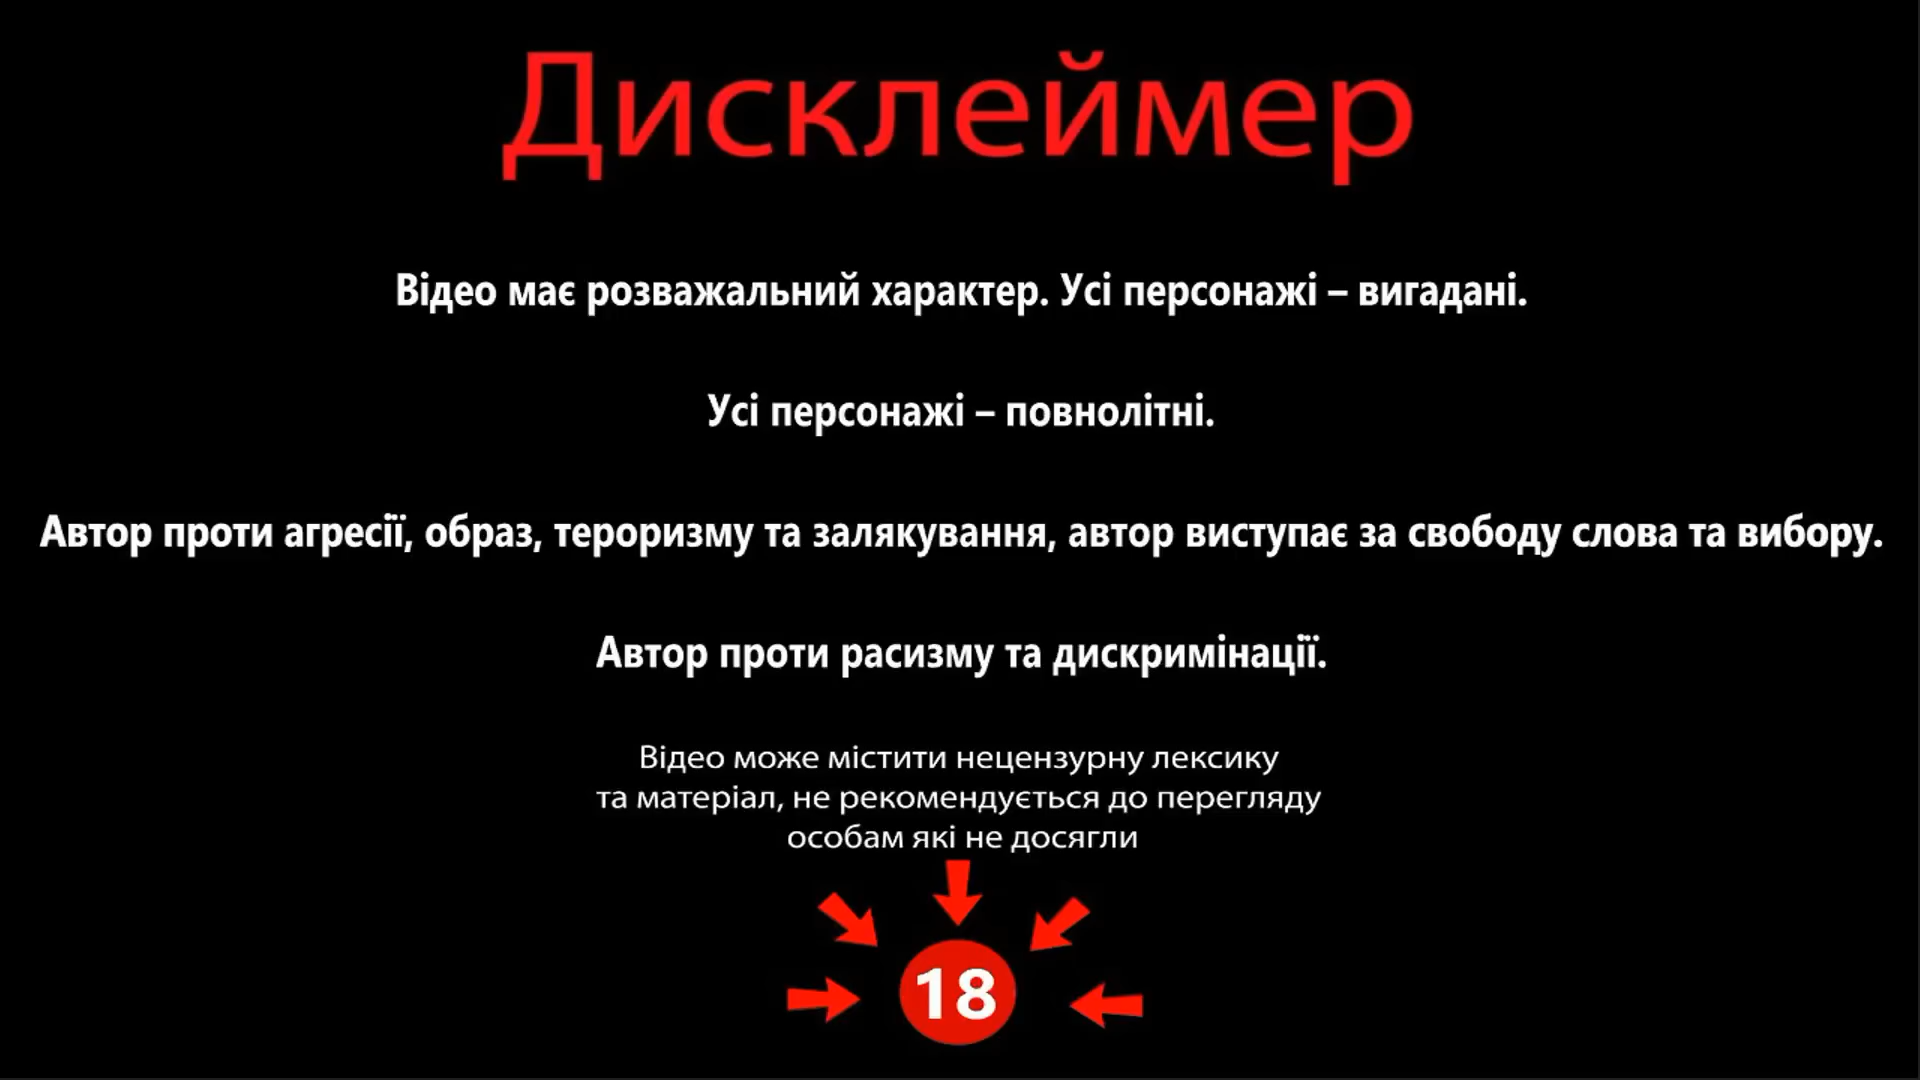 Дисклеймер
Відео має розважальний характер. Усі персонажі – вигадані.
Усі персонажі – повнолітні.
Автор проти агресії, образ, тероризму та залякування, автор виступає за свободу слова та вибору.
Автор проти расизму та дискримінації.
Відео може містити нецензурну лексику
та матеріал, не рекомендується до перегляду
особам які не досягли
18